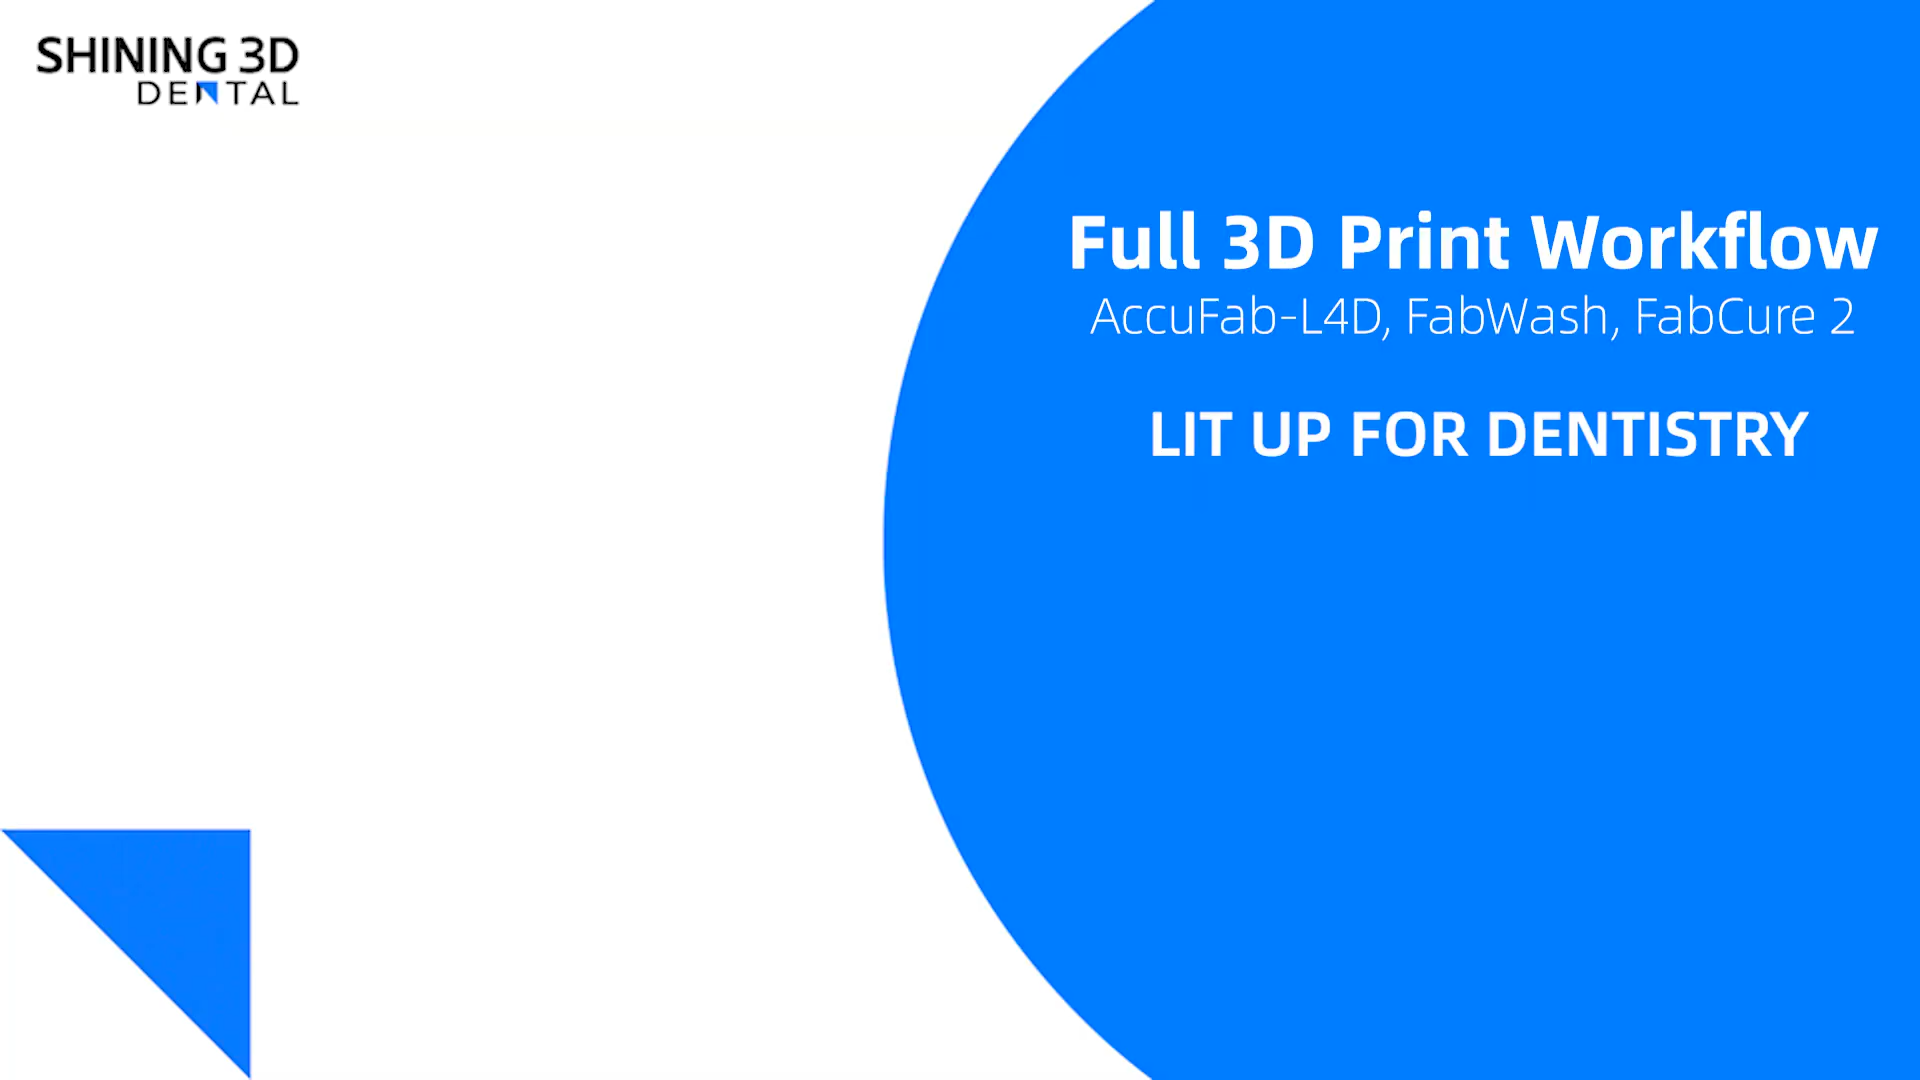 SHINING 3D
DENTAL
Full 3D Print Workflow
AccuFab-L4D, FabWash, FabCure 2
LIT UP FOR DENTISTRY